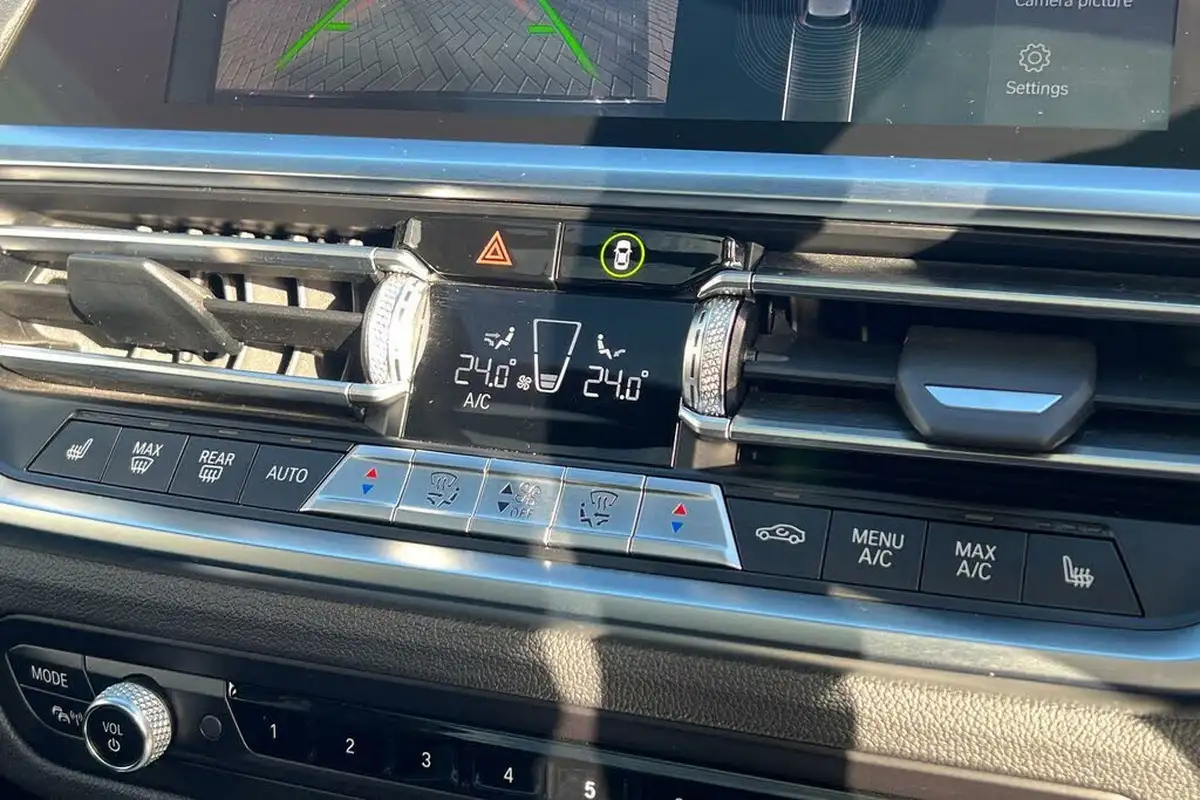 Camera picture
Settings
24.0°
24.0°
A/C
MAX
REAR
AUTO
OFF
MENU
A/C
MAX
A/C
MODE
VOL
1
2
3
4
5